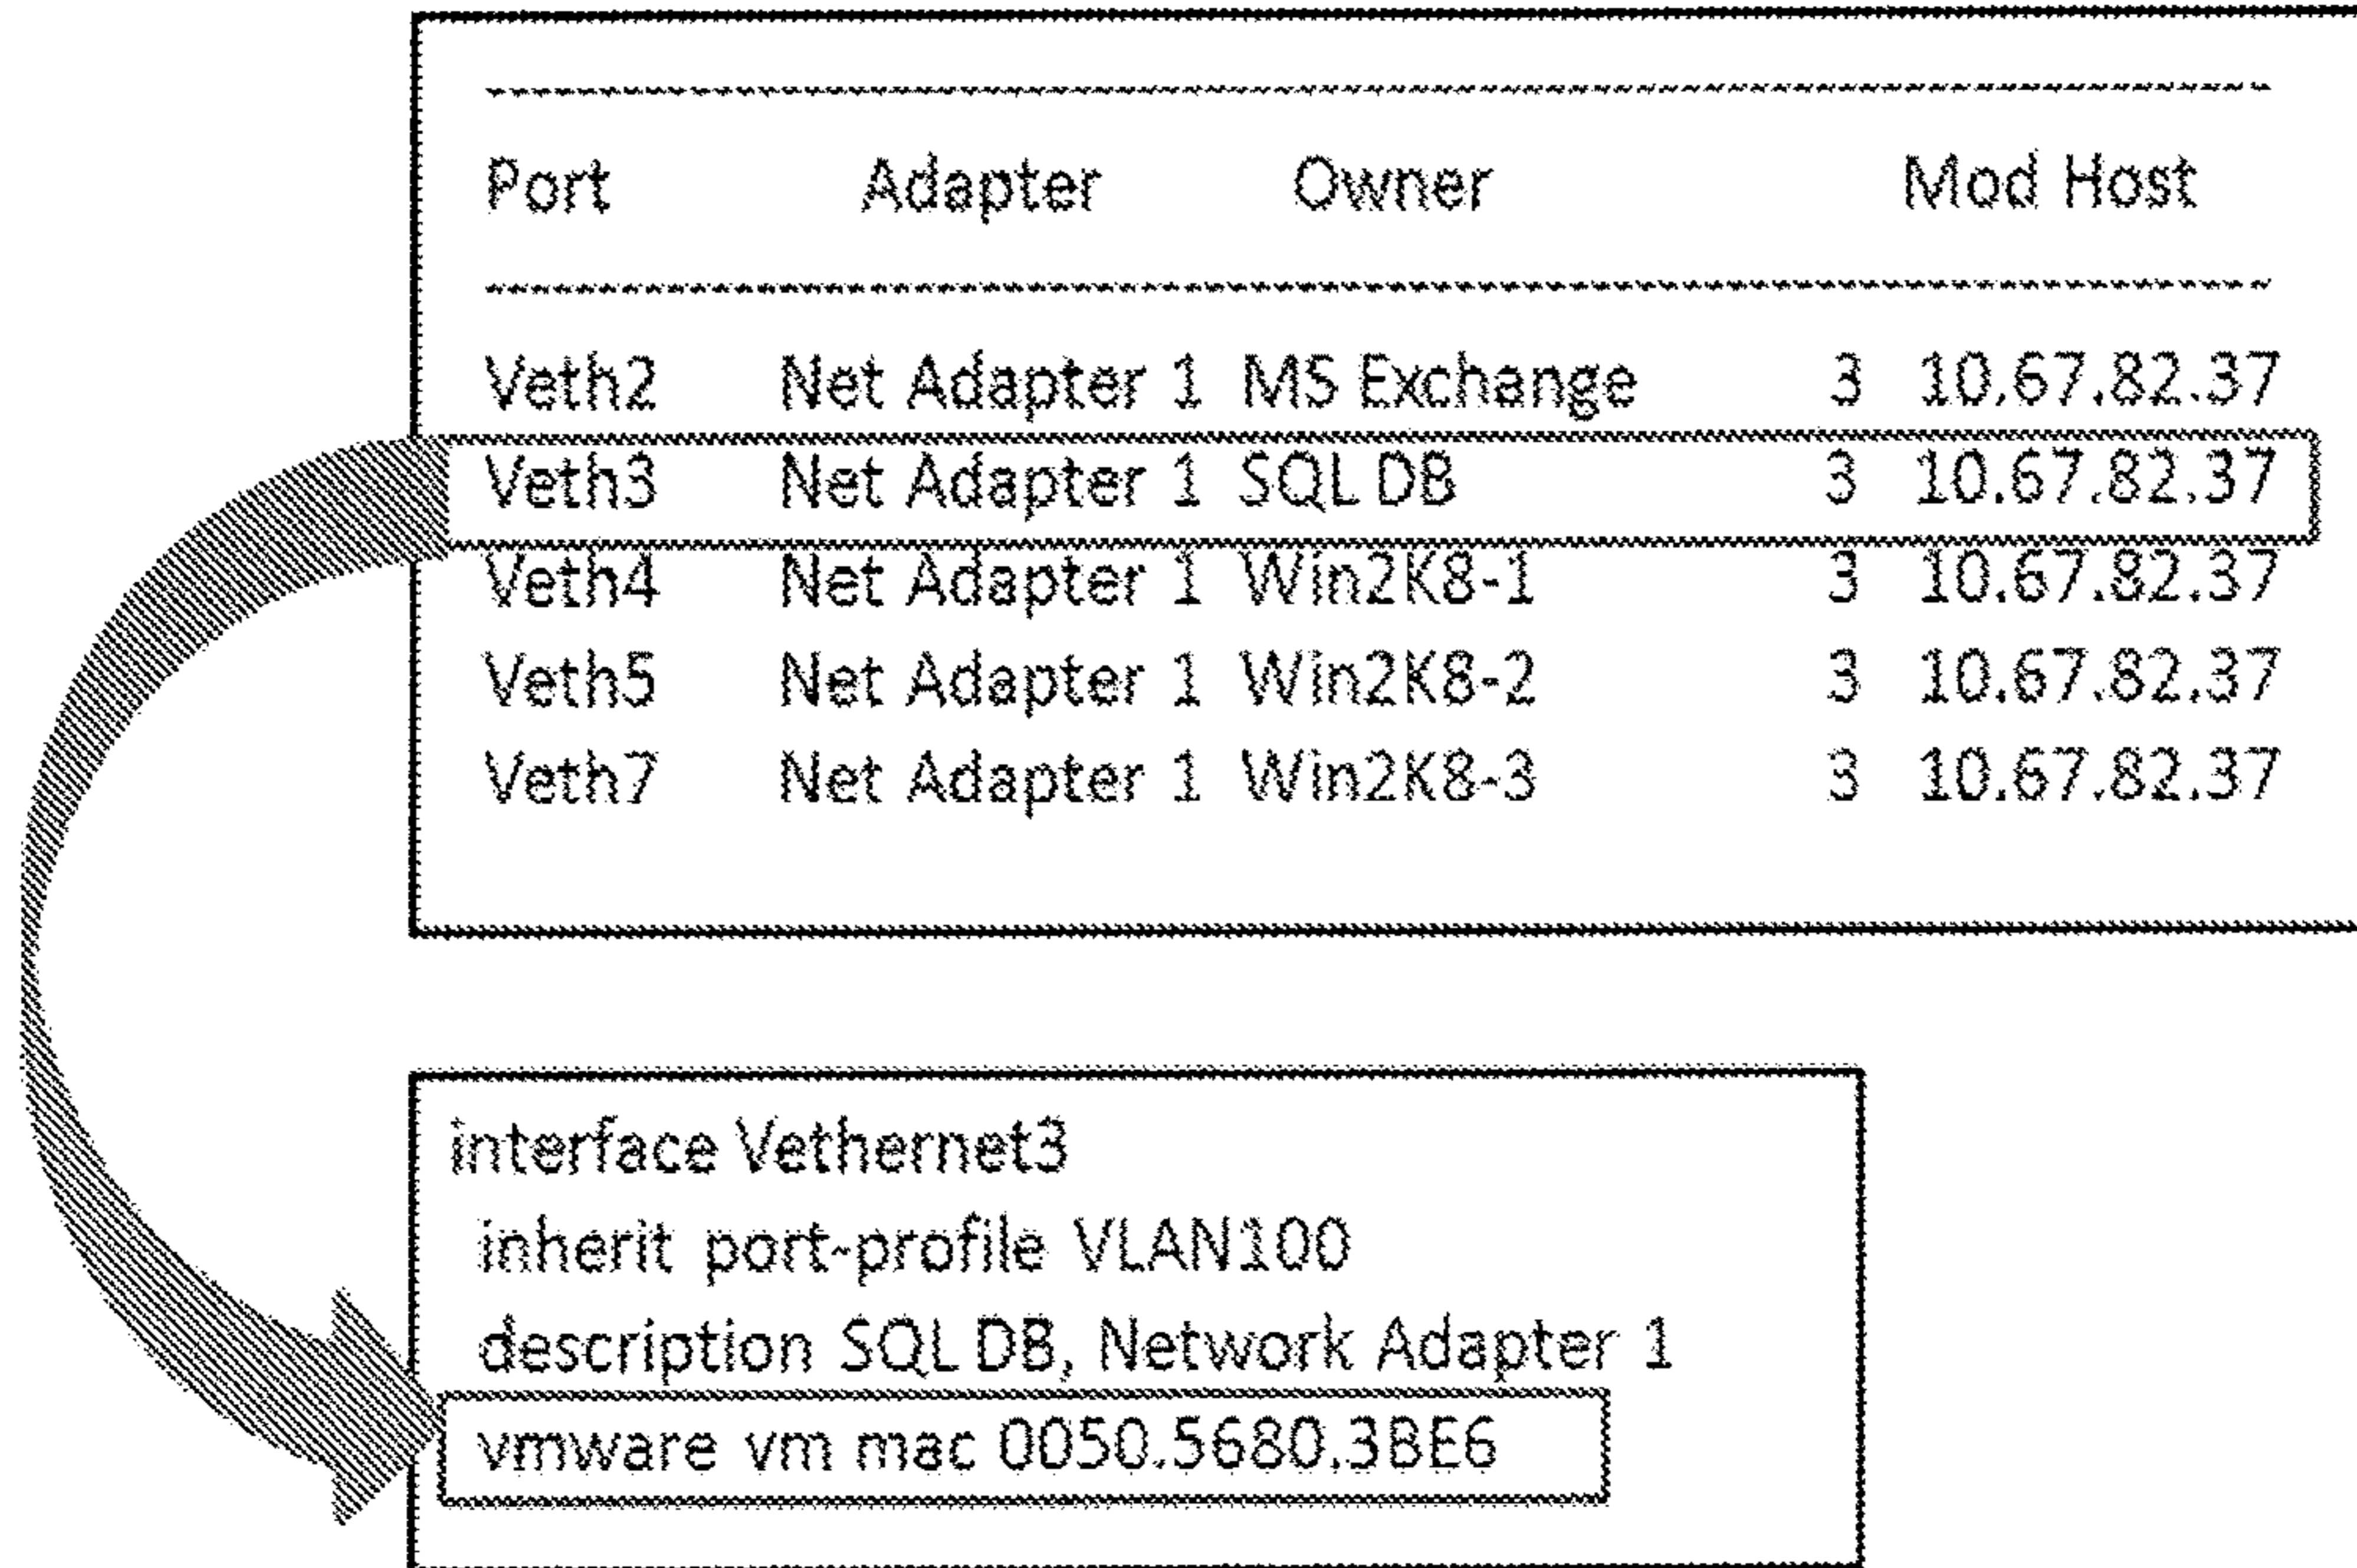 Port Adapter Owner Mod Host
Veth2 Net Adapter 1 MS Exchange 3 10.67.82.37
Veth3 Net Adapter 1 SQL DB 3 10.67.82.37
Veth4 Net Adapter 1 Win2K8-1 3 10.67.82.37
Veth5 Net Adapter 1 Win2K8-2 3 10.67.82.37
Veth7 Net Adapter 1 Win2K8-3 3 10.67.82.37
interface Vethernet3
inherit port-profile VLAN100
description SQL DB, Network Adapter 1
vmware vm mac 0050.5680.3BE6